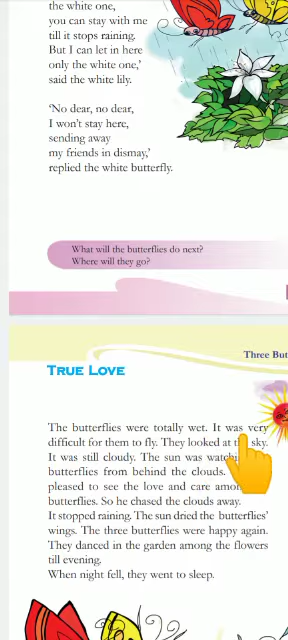 the white one,
you can stay with me
till it stops raining.
But I can let in here
only the white one,’
said the white lily.
‘No dear, no dear,
I won’t stay here,
sending away
my friends in dismay,’
replied the white butterfly.
What will the butterflies do next?
Where will they go?
Three But
TRUE LOVE
The butterflies were totally wet. It was very
difficult for them to fly. They looked at sky.
It was still cloudy. The sun was
butterflies from behind the clouds.
pleased to see the love and care
butterflies. So he chased the clouds away.
It stopped raining. The sun dried the butterflies’
wings. The three butterflies were happy again.
They danced in the garden among the flowers
till evening.
When night fell, they went to sleep.